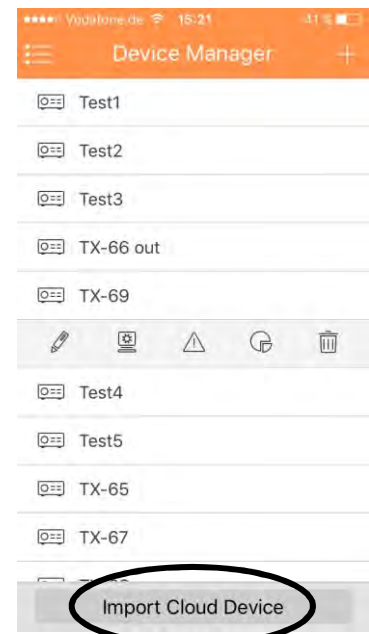 Vodafone.de 15:21 41 %
Device Manager
Test1
Test2
Test3
TX-66 out
TX-69
Test4
Test5
TX-65
TX-67
Import Cloud Device